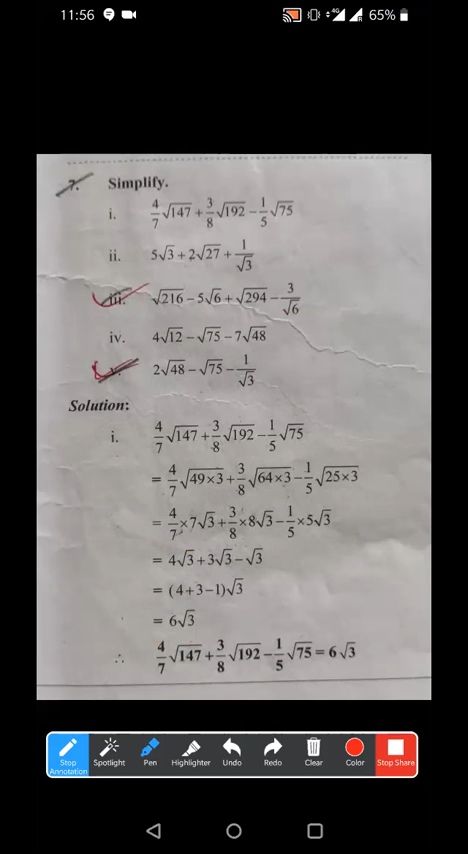 11:56 4G R 65%
7. Simplify.
i. 4/7 √147 + 3/8 √192 − 1/5 √75
ii. 5√3 + 2√27 + 1/√3
iii. √216 − 5√6 + √294 − 3/√6
iv. 4√12 − √75 − 7√48
v. 2√48 − √75 − 1/√3
Solution:
i. 4/7 √147 + 3/8 √192 − 1/5 √75
= 4/7 √49×3 + 3/8 √64×3 − 1/5 √25×3
= 4/7 ×7√3 + 3/8 ×8√3 − 1/5 ×5√3
= 4√3 + 3√3 − √3
= (4+3−1)√3
= 6√3
∴ 4/7 √147 + 3/8 √192 − 1/5 √75 = 6√3
Stop Annotation Spotlight Pen Highlighter Undo Redo Clear Color Stop Share